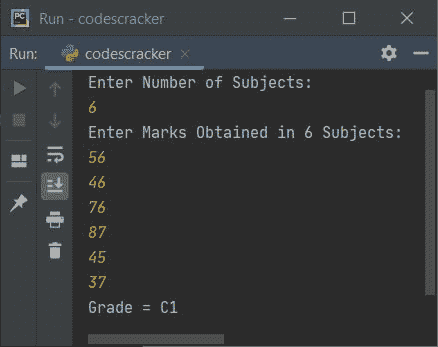 PC
Run - codescracker
Run:
codescracker
Enter Number of Subjects:
6
Enter Marks Obtained in 6 Subjects:
56
46
76
87
45
37
Grade = C1